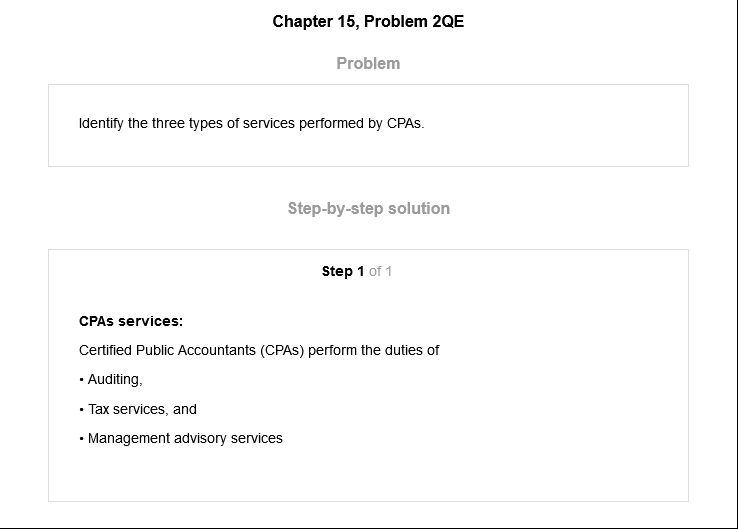 Chapter 15, Problem 2QE
Problem
Identify the three types of services performed by CPAs.
Step-by-step solution
Step 1 of 1
CPAs services:
Certified Public Accountants (CPAs) perform the duties of
• Auditing,
• Tax services, and
• Management advisory services